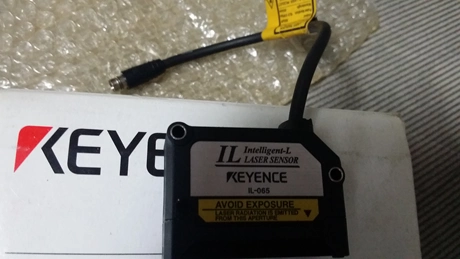 KEYE
IL Intelligent-L
LASER SENSOR
KEYENCE
IL-065
AVOID EXPOSURE
LASER RADIATION IS EMITTED
FROM THIS APERTURE